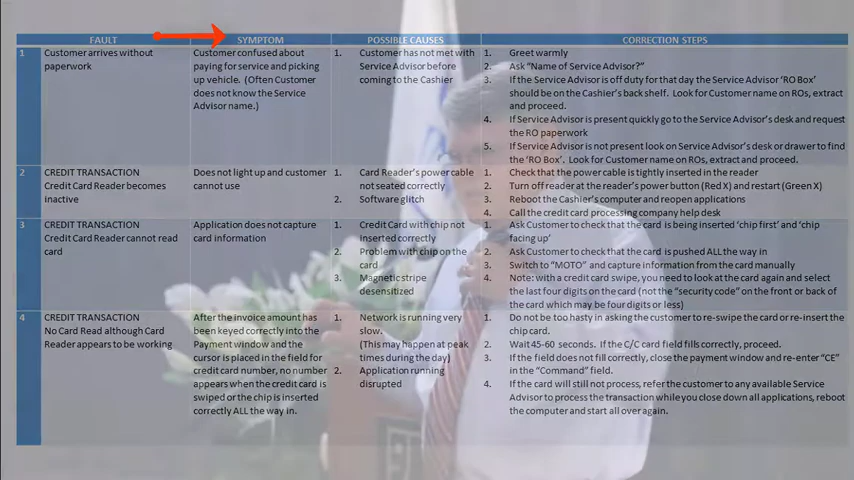 FAULT SYMPTOM POSSIBLE CAUSES CORRECTION STEPS
1 Customer arrives without
paperwork
Customer confused about
paying for service and picking
up vehicle. (Often Customer
does not know the Service
Advisor name.)
1. Customer has not met with
Service Advisor before
coming to the Cashier
1. Greet warmly
2. Ask “Name of Service Advisor?”
3. If the Service Advisor is off duty for that day the Service Advisor ‘RO Box’
should be on the Cashier’s back shelf. Look for Customer name on ROs, extract
and proceed.
4. If Service Advisor is present quickly go to the Service Advisor’s desk and request
the RO paperwork
5. If Service Advisor is not present look on Service Advisor’s desk or drawer to find
the ‘RO Box’. Look for Customer name on ROs, extract and proceed.
2 CREDIT TRANSACTION
Credit Card Reader becomes
inactive
Does not light up and customer
cannot use
1. Card Reader’s power cable
not seated correctly
2. Software glitch
1. Check that the power cable is tightly inserted in the reader
2. Turn off reader at the reader’s power button (Red X) and restart (Green X)
3. Reboot the Cashier’s computer and reopen applications
4. Call the credit card processing company help desk
3 CREDIT TRANSACTION
Credit Card Reader cannot read
card
Application does not capture
card information
1. Credit Card with chip not
inserted correctly
2. Problem with chip on the
card
3. Magnetic stripe
desensitized
1. Ask Customer to check that the card is being inserted ‘chip first’ and ‘chip
facing up’
2. Ask Customer to check that the card is pushed ALL the way in
3. Switch to “MOTO” and capture information from the card manually
4. Note: with a credit card swipe, you need to look at the card again and select
the last four digits on the card (not the “security code” on the front or back of
the card which may be four digits or less)
4 CREDIT TRANSACTION
No Card Read although Card
Reader appears to be working
After the invoice amount has
been keyed correctly into the
Payment window and the
cursor is placed in the field for
credit card number, no number
appears when the credit card is
swiped or the chip is inserted
correctly ALL the way in.
1. Network is running very
slow.
(This may happen at peak
times during the day)
2. Application running
disrupted
1. Do not be too hasty in asking the customer to re-swipe the card or re-insert the
chip card.
2. Wait 45-60 seconds. If the C/C card field fills correctly, proceed.
3. If the field does not fill correctly, close the payment window and re-enter “CE”
in the “Command” field.
4. If the card will still not process, refer the customer to any available Service
Advisor to process the transaction while you close down all applications, reboot
the computer and start all over again.